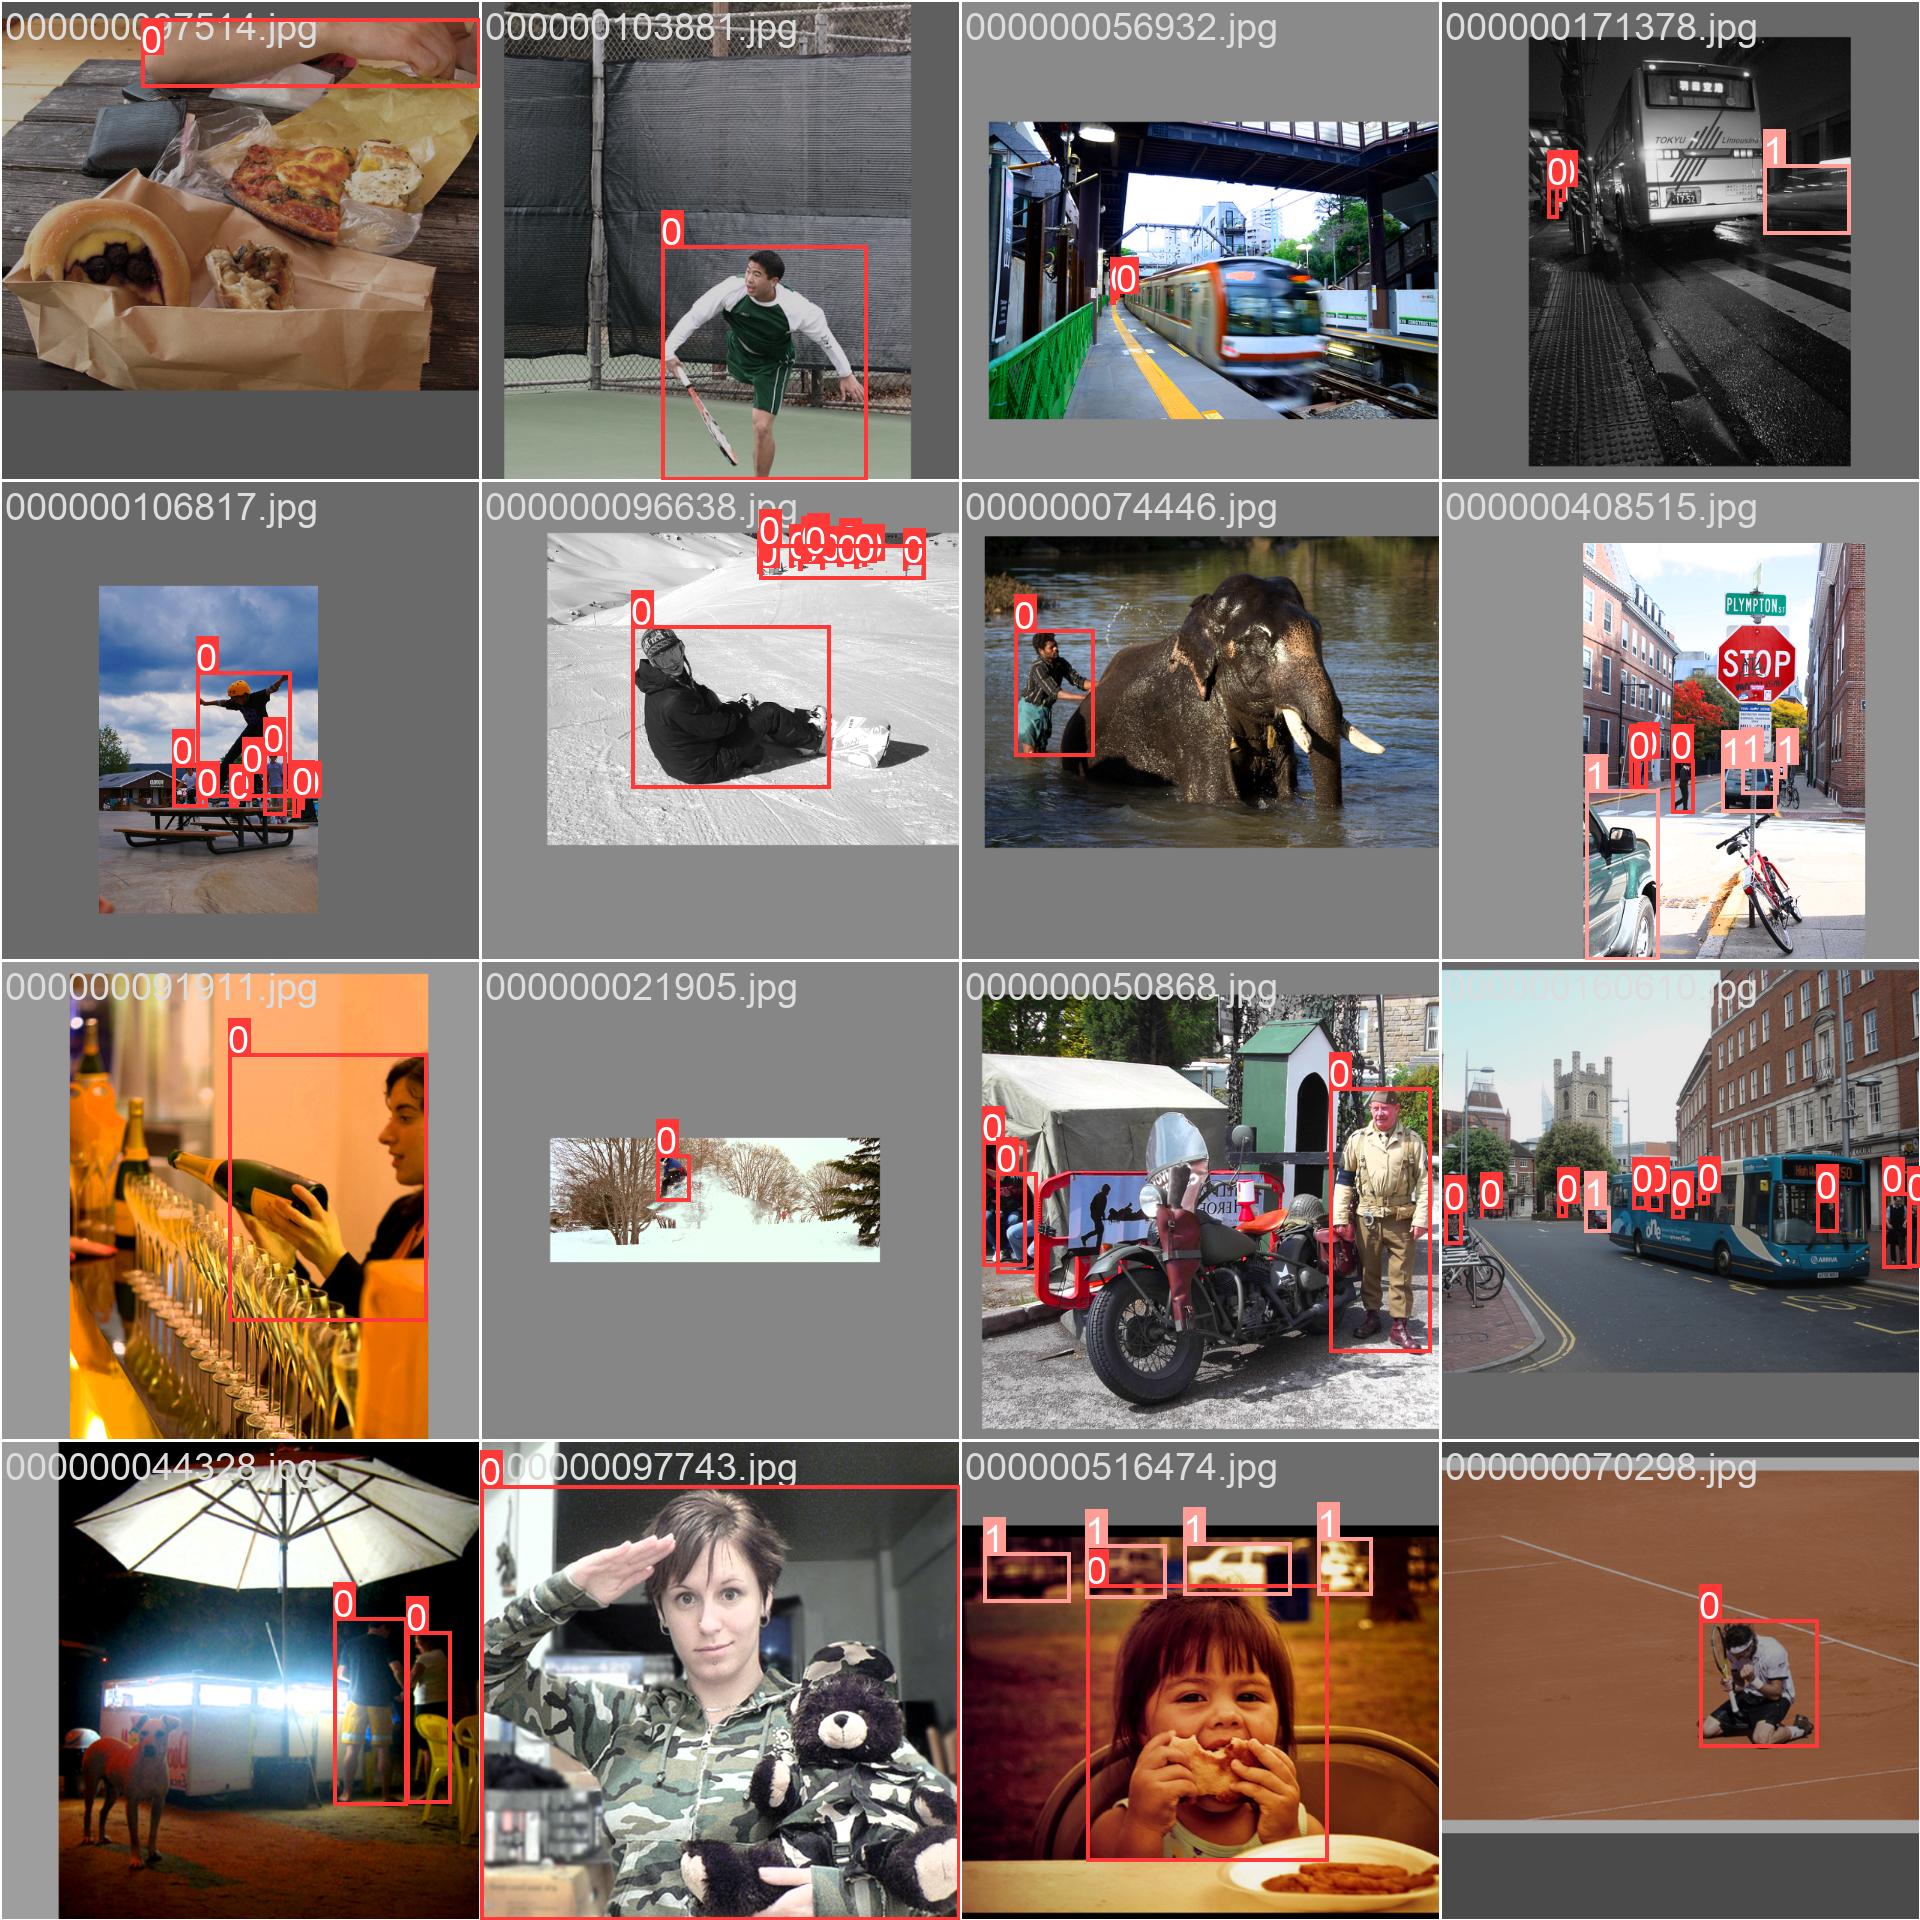 000000097514.jpg
0
000000103881.jpg
0
000000056932.jpg
0
000000171378.jpg
0
1
TOKYU Limousine
000000106817.jpg
0
0
0
0
0
0
0
000000096638.jpg
0
0
0
0
0
0
0
000000074446.jpg
0
000000408515.jpg
PLYMPTON ST
STOP
0
0
1
1
1
1
000000091911.jpg
0
000000021905.jpg
0
000000050868.jpg
0
0
0
000000160610.jpg
0
0
0
1
0
0
0
0
0
0
one
ARRIVA
000000044328.jpg
0
0
000000097743.jpg
0
000000516474.jpg
1
1
1
1
0
000000070298.jpg
0